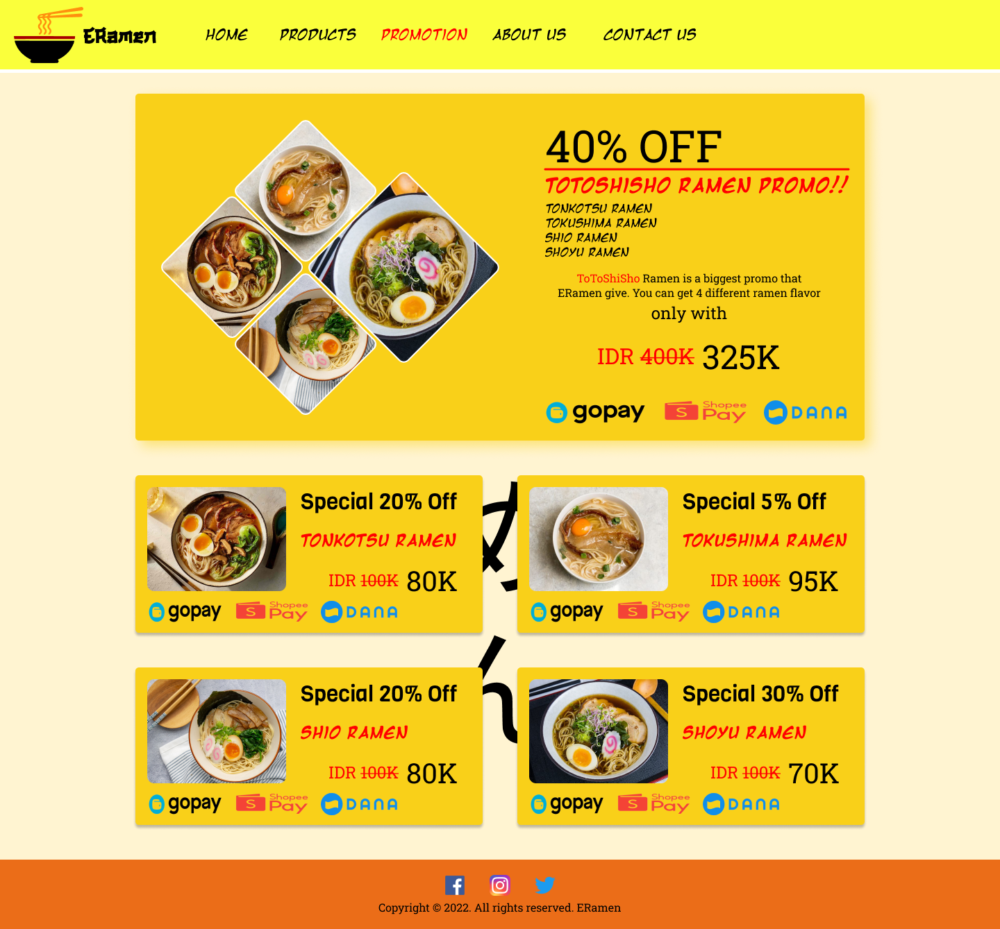 ERamen
HOME PRODUCTS PROMOTION ABOUT US CONTACT US
40% OFF
TOTOSHISHO RAMEN PROMO!!
TONKOTSU RAMEN
TOKUSHIMA RAMEN
SHIO RAMEN
SHOYU RAMEN
ToToShiSho Ramen is a biggest promo that
ERamen give. You can get 4 different ramen flavor
only with
IDR 400K 325K
gopay Shopee Pay DANA
Special 20% Off
TONKOTSU RAMEN
IDR 100K 80K
gopay Shopee Pay DANA
Special 5% Off
TOKUSHIMA RAMEN
IDR 100K 95K
gopay Shopee Pay DANA
Special 20% Off
SHIO RAMEN
IDR 100K 80K
gopay Shopee Pay DANA
Special 30% Off
SHOYU RAMEN
IDR 100K 70K
gopay Shopee Pay DANA
Copyright © 2022. All rights reserved. ERamen